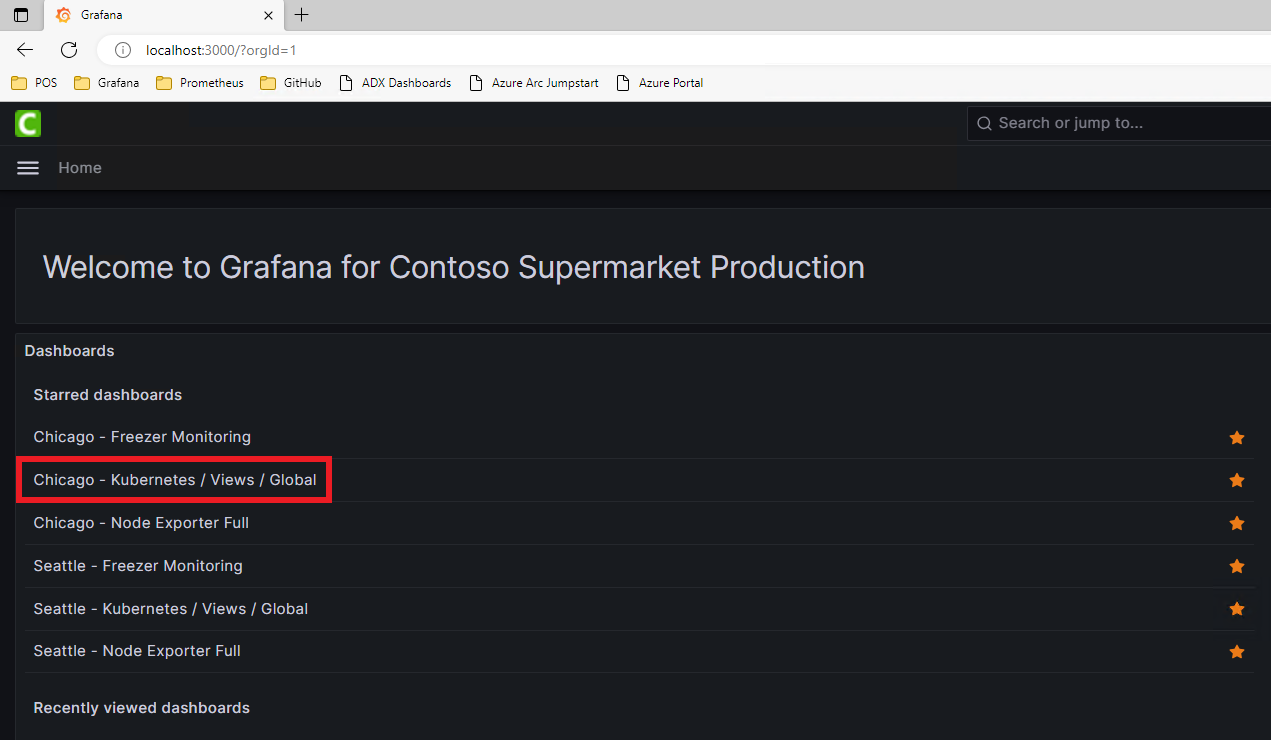 Grafana
localhost:3000/?orgId=1
POS Grafana Prometheus GitHub ADX Dashboards Azure Arc Jumpstart Azure Portal
C Search or jump to...
Home
Welcome to Grafana for Contoso Supermarket Production
Dashboards
Starred dashboards
Chicago - Freezer Monitoring
Chicago - Kubernetes / Views / Global
Chicago - Node Exporter Full
Seattle - Freezer Monitoring
Seattle - Kubernetes / Views / Global
Seattle - Node Exporter Full
Recently viewed dashboards